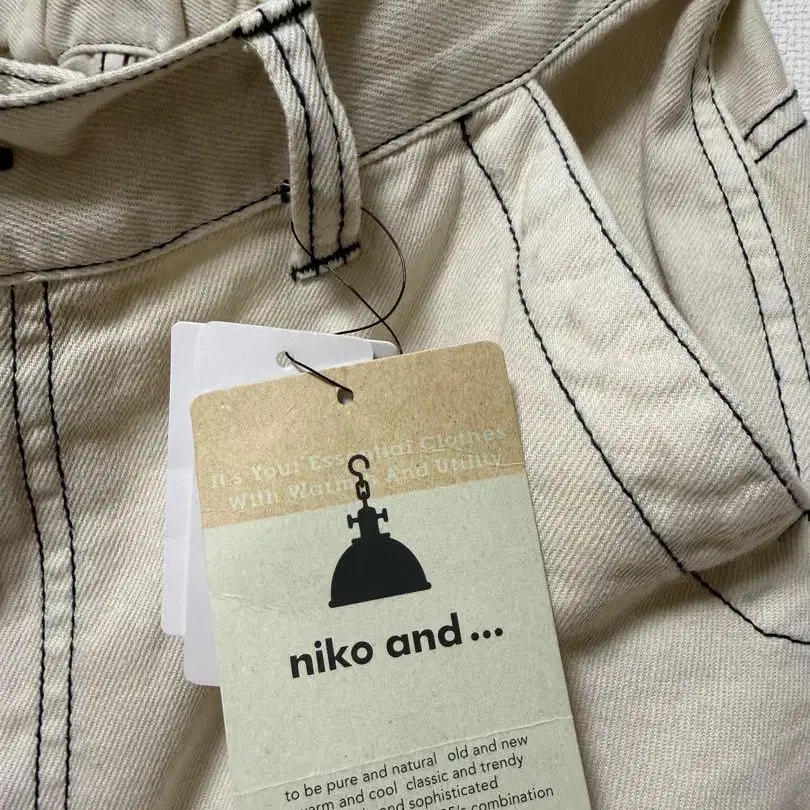 It's Your Essential Clothes
With Warmth And Utility
niko and...
to be pure and natural old and new
warm and cool classic and trendy
and sophisticated
combination